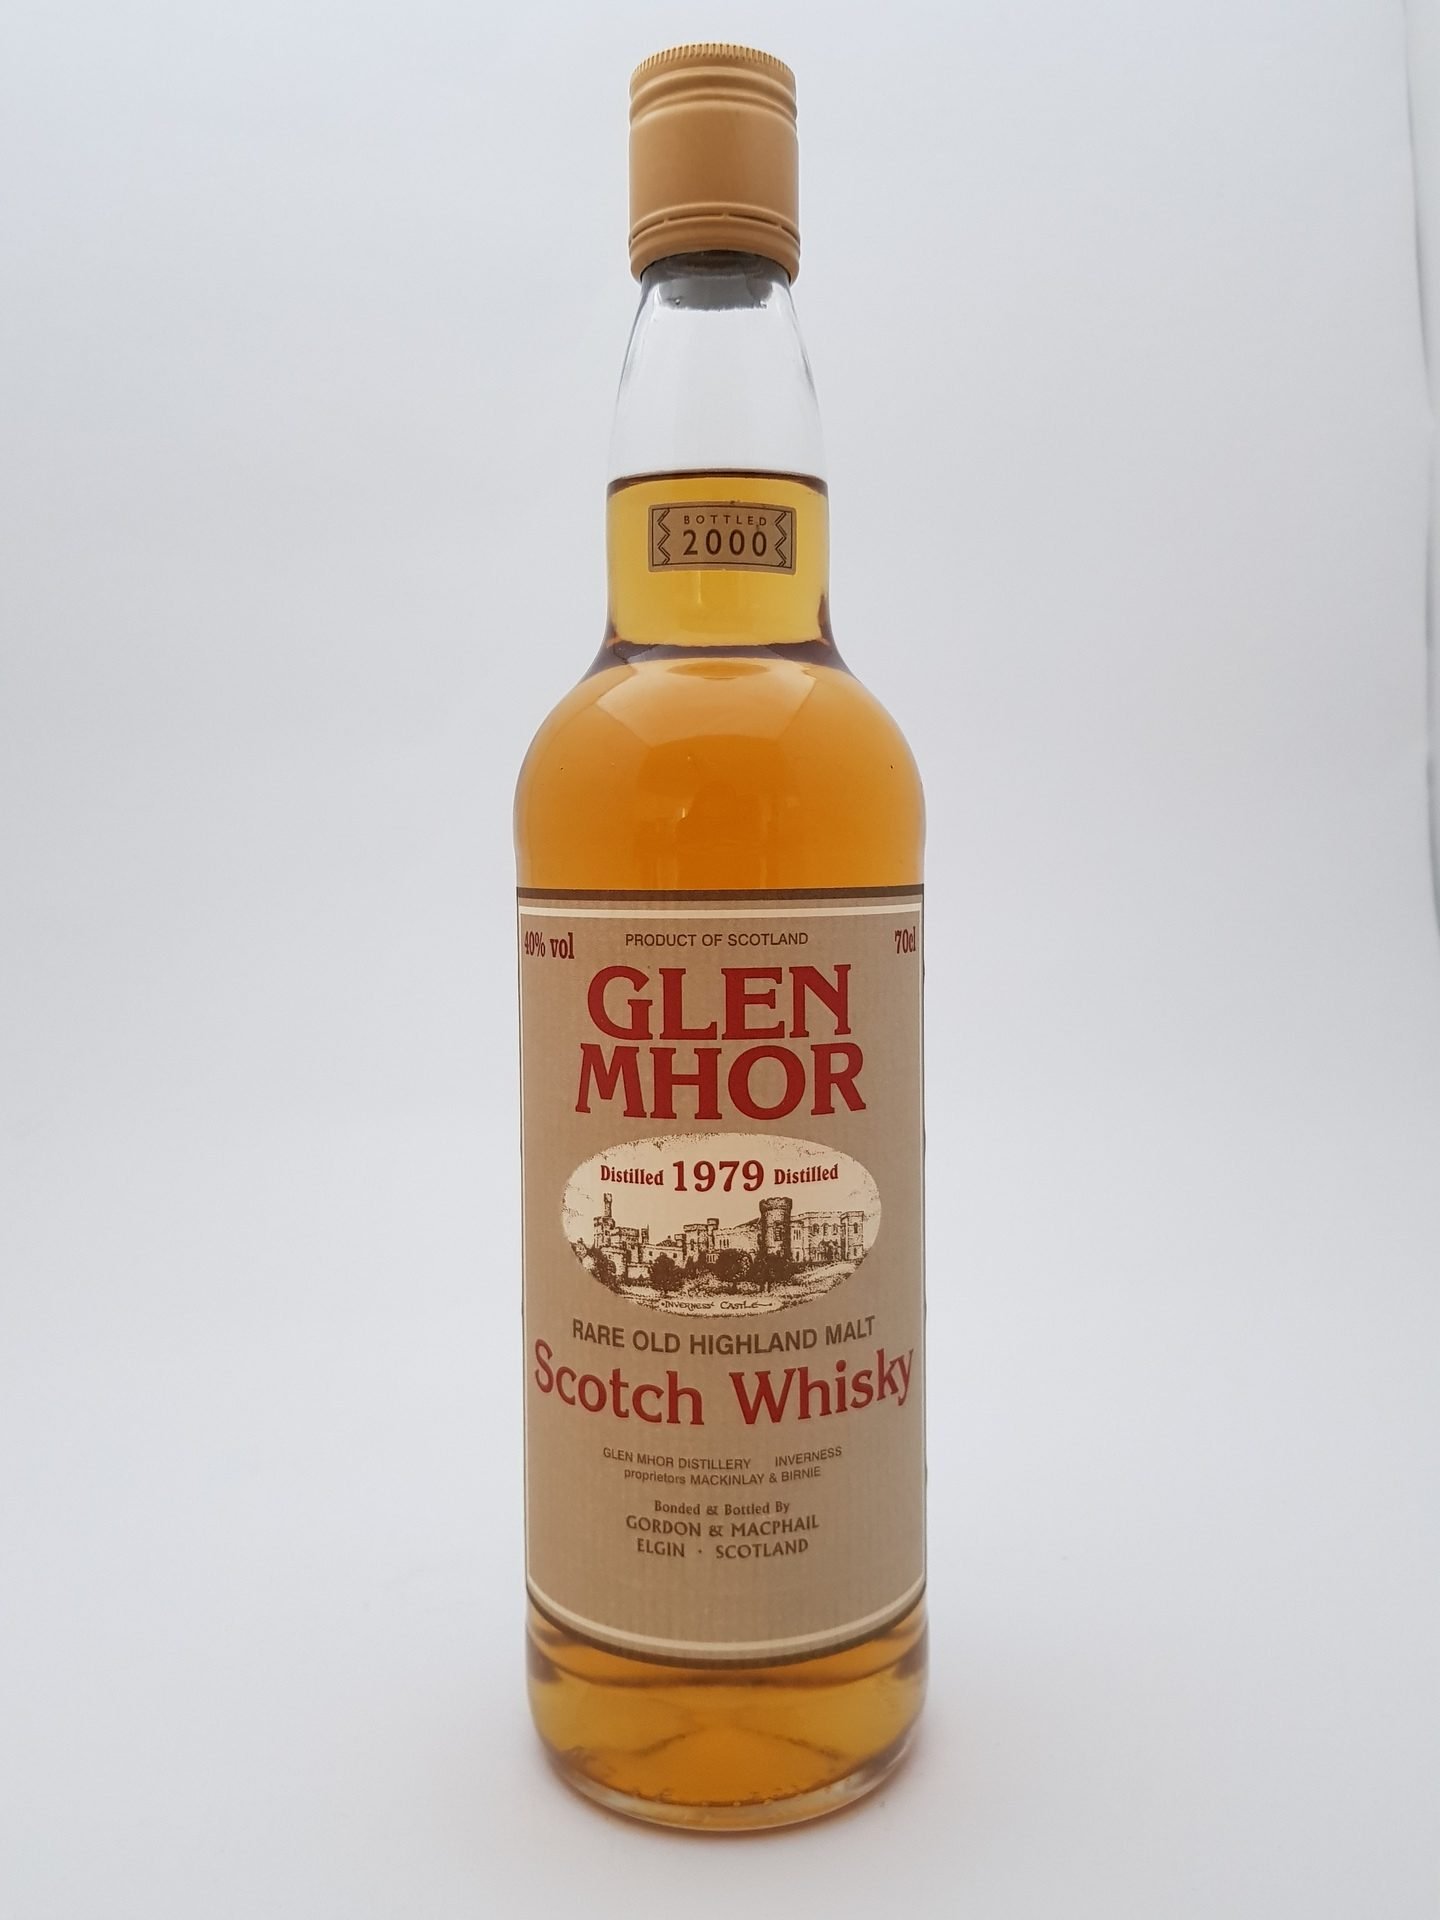 BOTTLED
2000
40% vol PRODUCT OF SCOTLAND 70cl
GLEN
MHOR
Distilled 1979 Distilled
INVERNESS CASTLE
RARE OLD HIGHLAND MALT
Scotch Whisky
GLEN MHOR DISTILLERY INVERNESS
proprietors MACKINLAY & BIRNIE
Bonded & Bottled By
GORDON & MACPHAIL
ELGIN · SCOTLAND